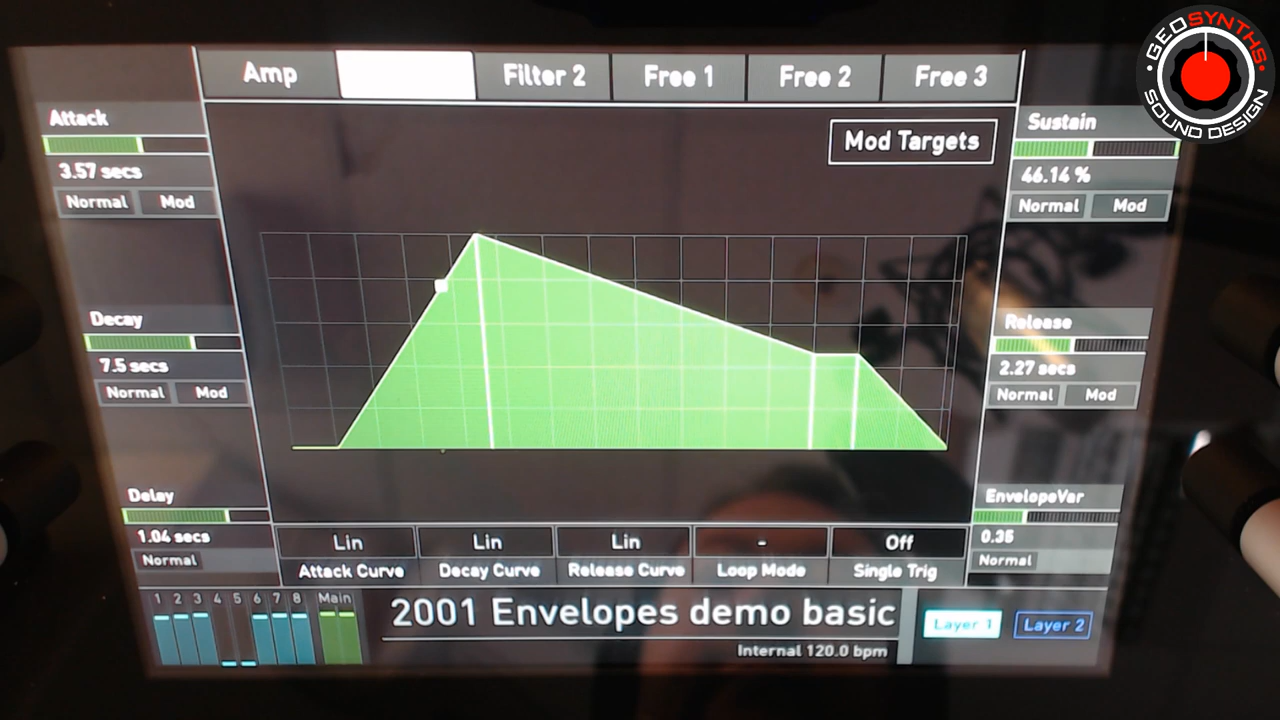 GEOSYNTHS
SOUND DESIGN
Amp
Filter 2
Free 1
Free 2
Free 3
Mod Targets
Attack
3.57 secs
Normal
Mod
Decay
7.5 secs
Normal
Mod
Delay
1.04 secs
Normal
Sustain
46.14 %
Normal
Mod
Release
2.27 secs
Normal
Mod
EnvelopeVar
0.35
Normal
Lin
Lin
Lin
-
Off
Attack Curve
Decay Curve
Release Curve
Loop Mode
Single Trig
1 2 3 4 5 6 7 8 Main
2001 Envelopes demo basic
Internal 120.0 bpm
Layer 1
Layer 2